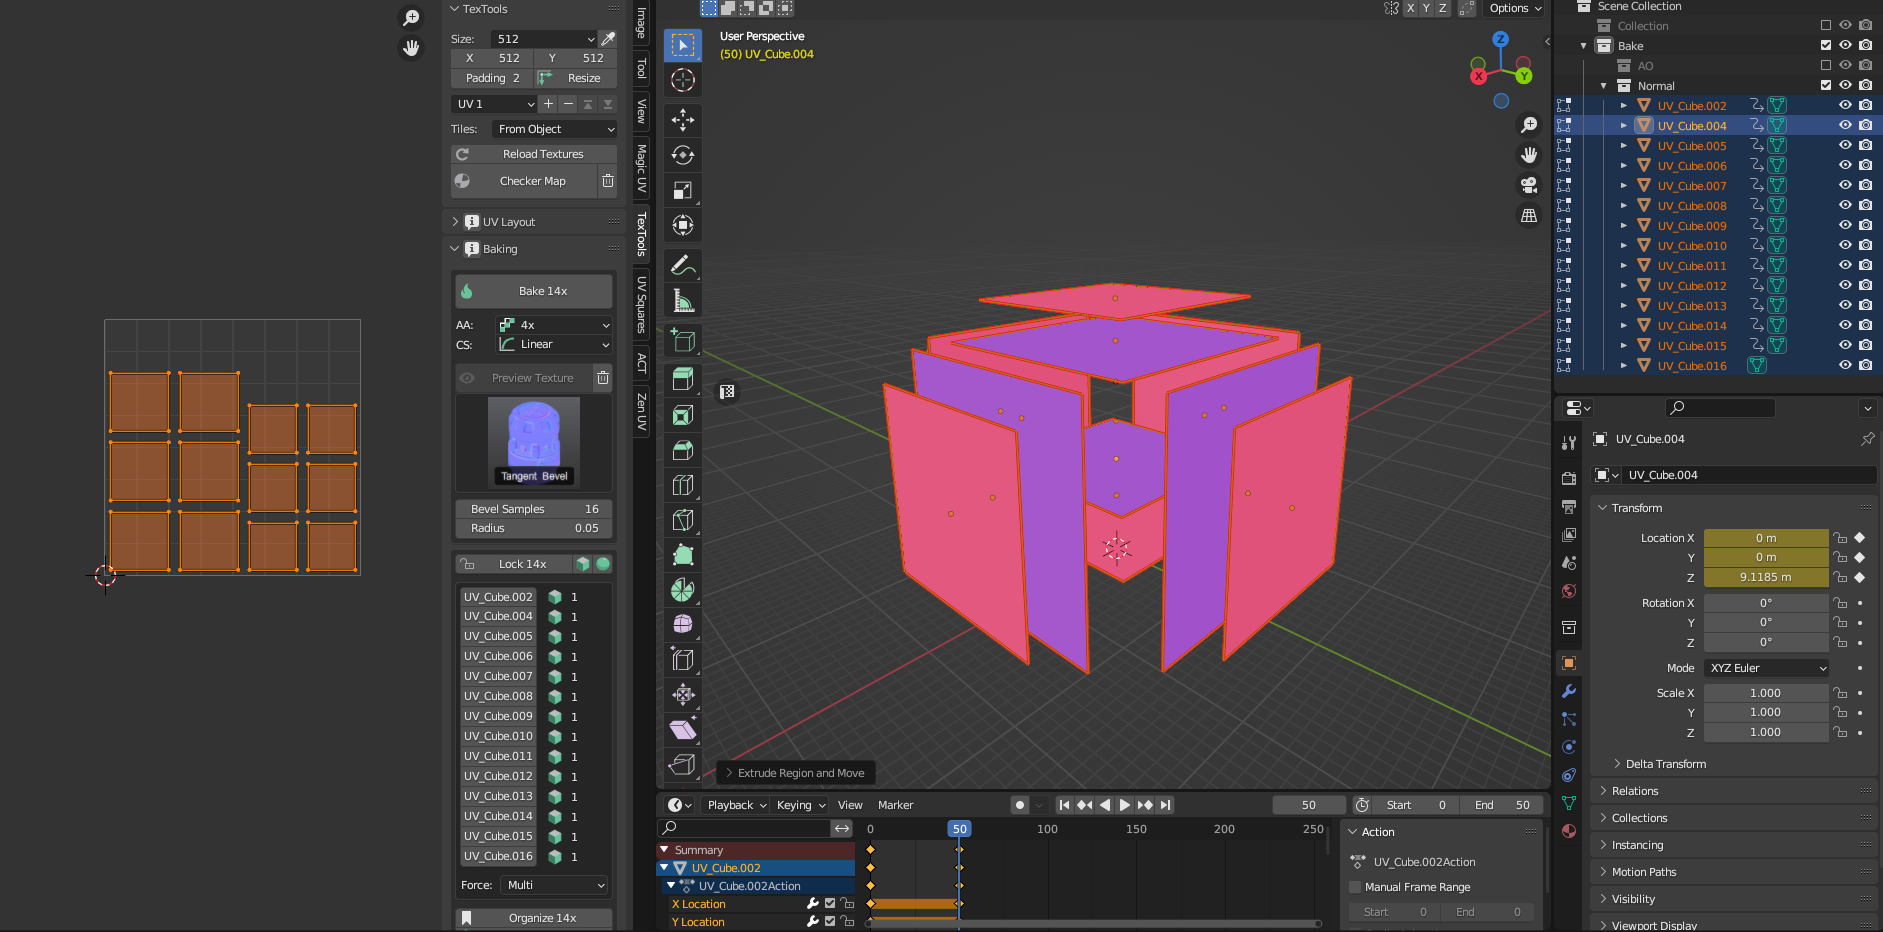 TexTools
Size:
512
X 512 Y 512
Padding 2 Resize
UV 1
Tiles: From Object
Reload Textures
Checker Map
UV Layout
Baking
Bake 14x
AA: 4x
CS: Linear
Preview Texture
Tangent Bevel
Bevel Samples 16
Radius 0.05
Lock 14x
UV_Cube.002 1
UV_Cube.004 1
UV_Cube.005 1
UV_Cube.006 1
UV_Cube.007 1
UV_Cube.008 1
UV_Cube.009 1
UV_Cube.010 1
UV_Cube.011 1
UV_Cube.012 1
UV_Cube.013 1
UV_Cube.014 1
UV_Cube.015 1
UV_Cube.016 1
Force: Multi
Organize 14x
Image
Tool
View
Magic UV
TexTools
UV Squares
ACT
Zen UV
X Y Z
Options
User Perspective
(50) UV_Cube.004
Z
X
Y
Extrude Region and Move
Playback Keying View Marker
50
Start 0
End 50
0 50 100 150 200 250
Summary
UV_Cube.002
UV_Cube.002Action
X Location
Y Location
Action
UV_Cube.002Action
Manual Frame Range
Start 0 End 0
Scene Collection
Collection
Bake
AO
Normal
UV_Cube.002
UV_Cube.004
UV_Cube.005
UV_Cube.006
UV_Cube.007
UV_Cube.008
UV_Cube.009
UV_Cube.010
UV_Cube.011
UV_Cube.012
UV_Cube.013
UV_Cube.014
UV_Cube.015
UV_Cube.016
UV_Cube.004
UV_Cube.004
Transform
Location X 0 m
Y 0 m
Z 9.1185 m
Rotation X 0°
Y 0°
Z 0°
Mode XYZ Euler
Scale X 1.000
Y 1.000
Z 1.000
Delta Transform
Relations
Collections
Instancing
Motion Paths
Visibility
Viewport Display